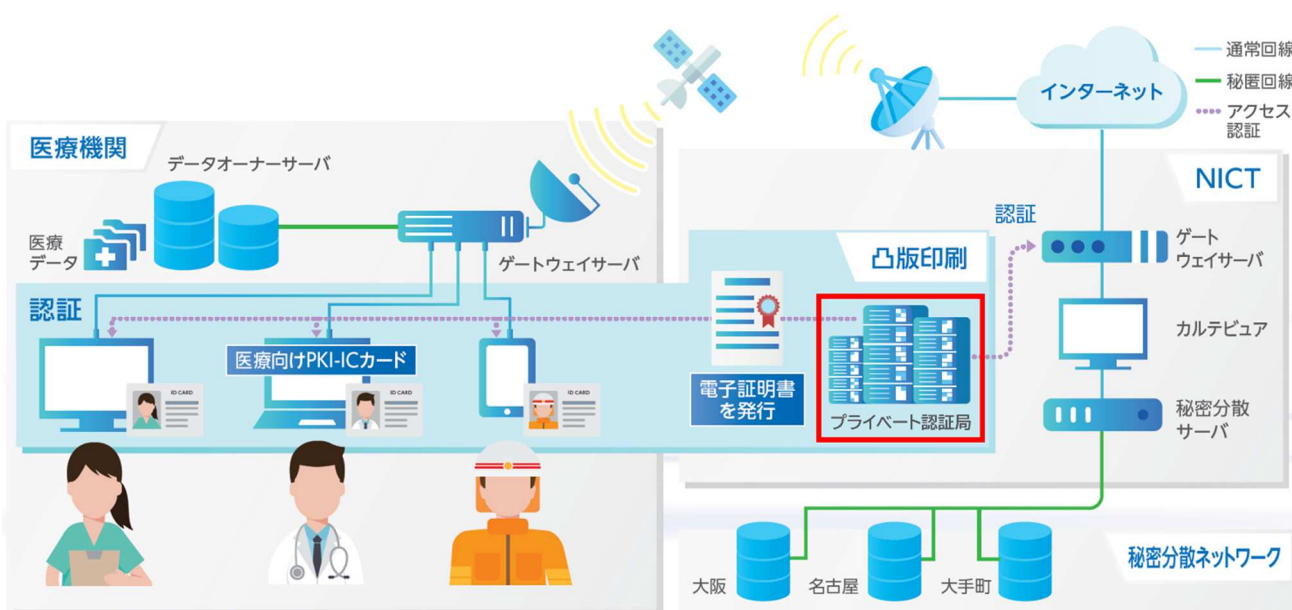 通常回線
秘匿回線
アクセス
認証
インターネット
医療機関
データオーナーサーバ
医療
データ
ゲートウェイサーバ
NICT
認証
ゲート
ウェイサーバ
凸版印刷
カルテビュア
認証
医療向けPKI-ICカード
ID CARD
ID CARD
ID CARD
電子証明書
を発行
プライベート認証局
秘密分散
サーバ
大阪
名古屋
大手町
秘密分散ネットワーク